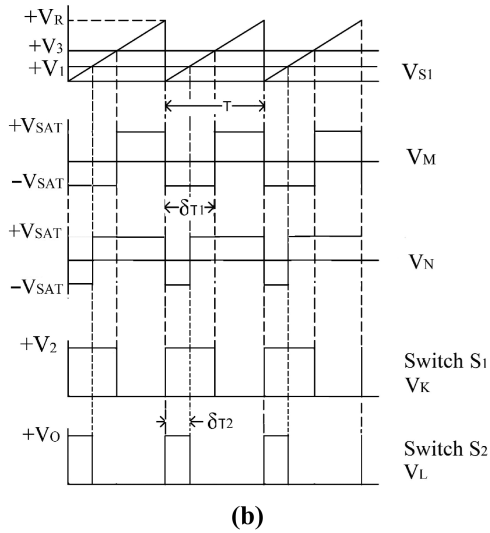 +VR
+V3
+V1
VS1
T
+VSAT
VM
−VSAT
δT1
+VSAT
VN
−VSAT
+V2
Switch S1
VK
δT2
+VO
Switch S2
VL
(b)